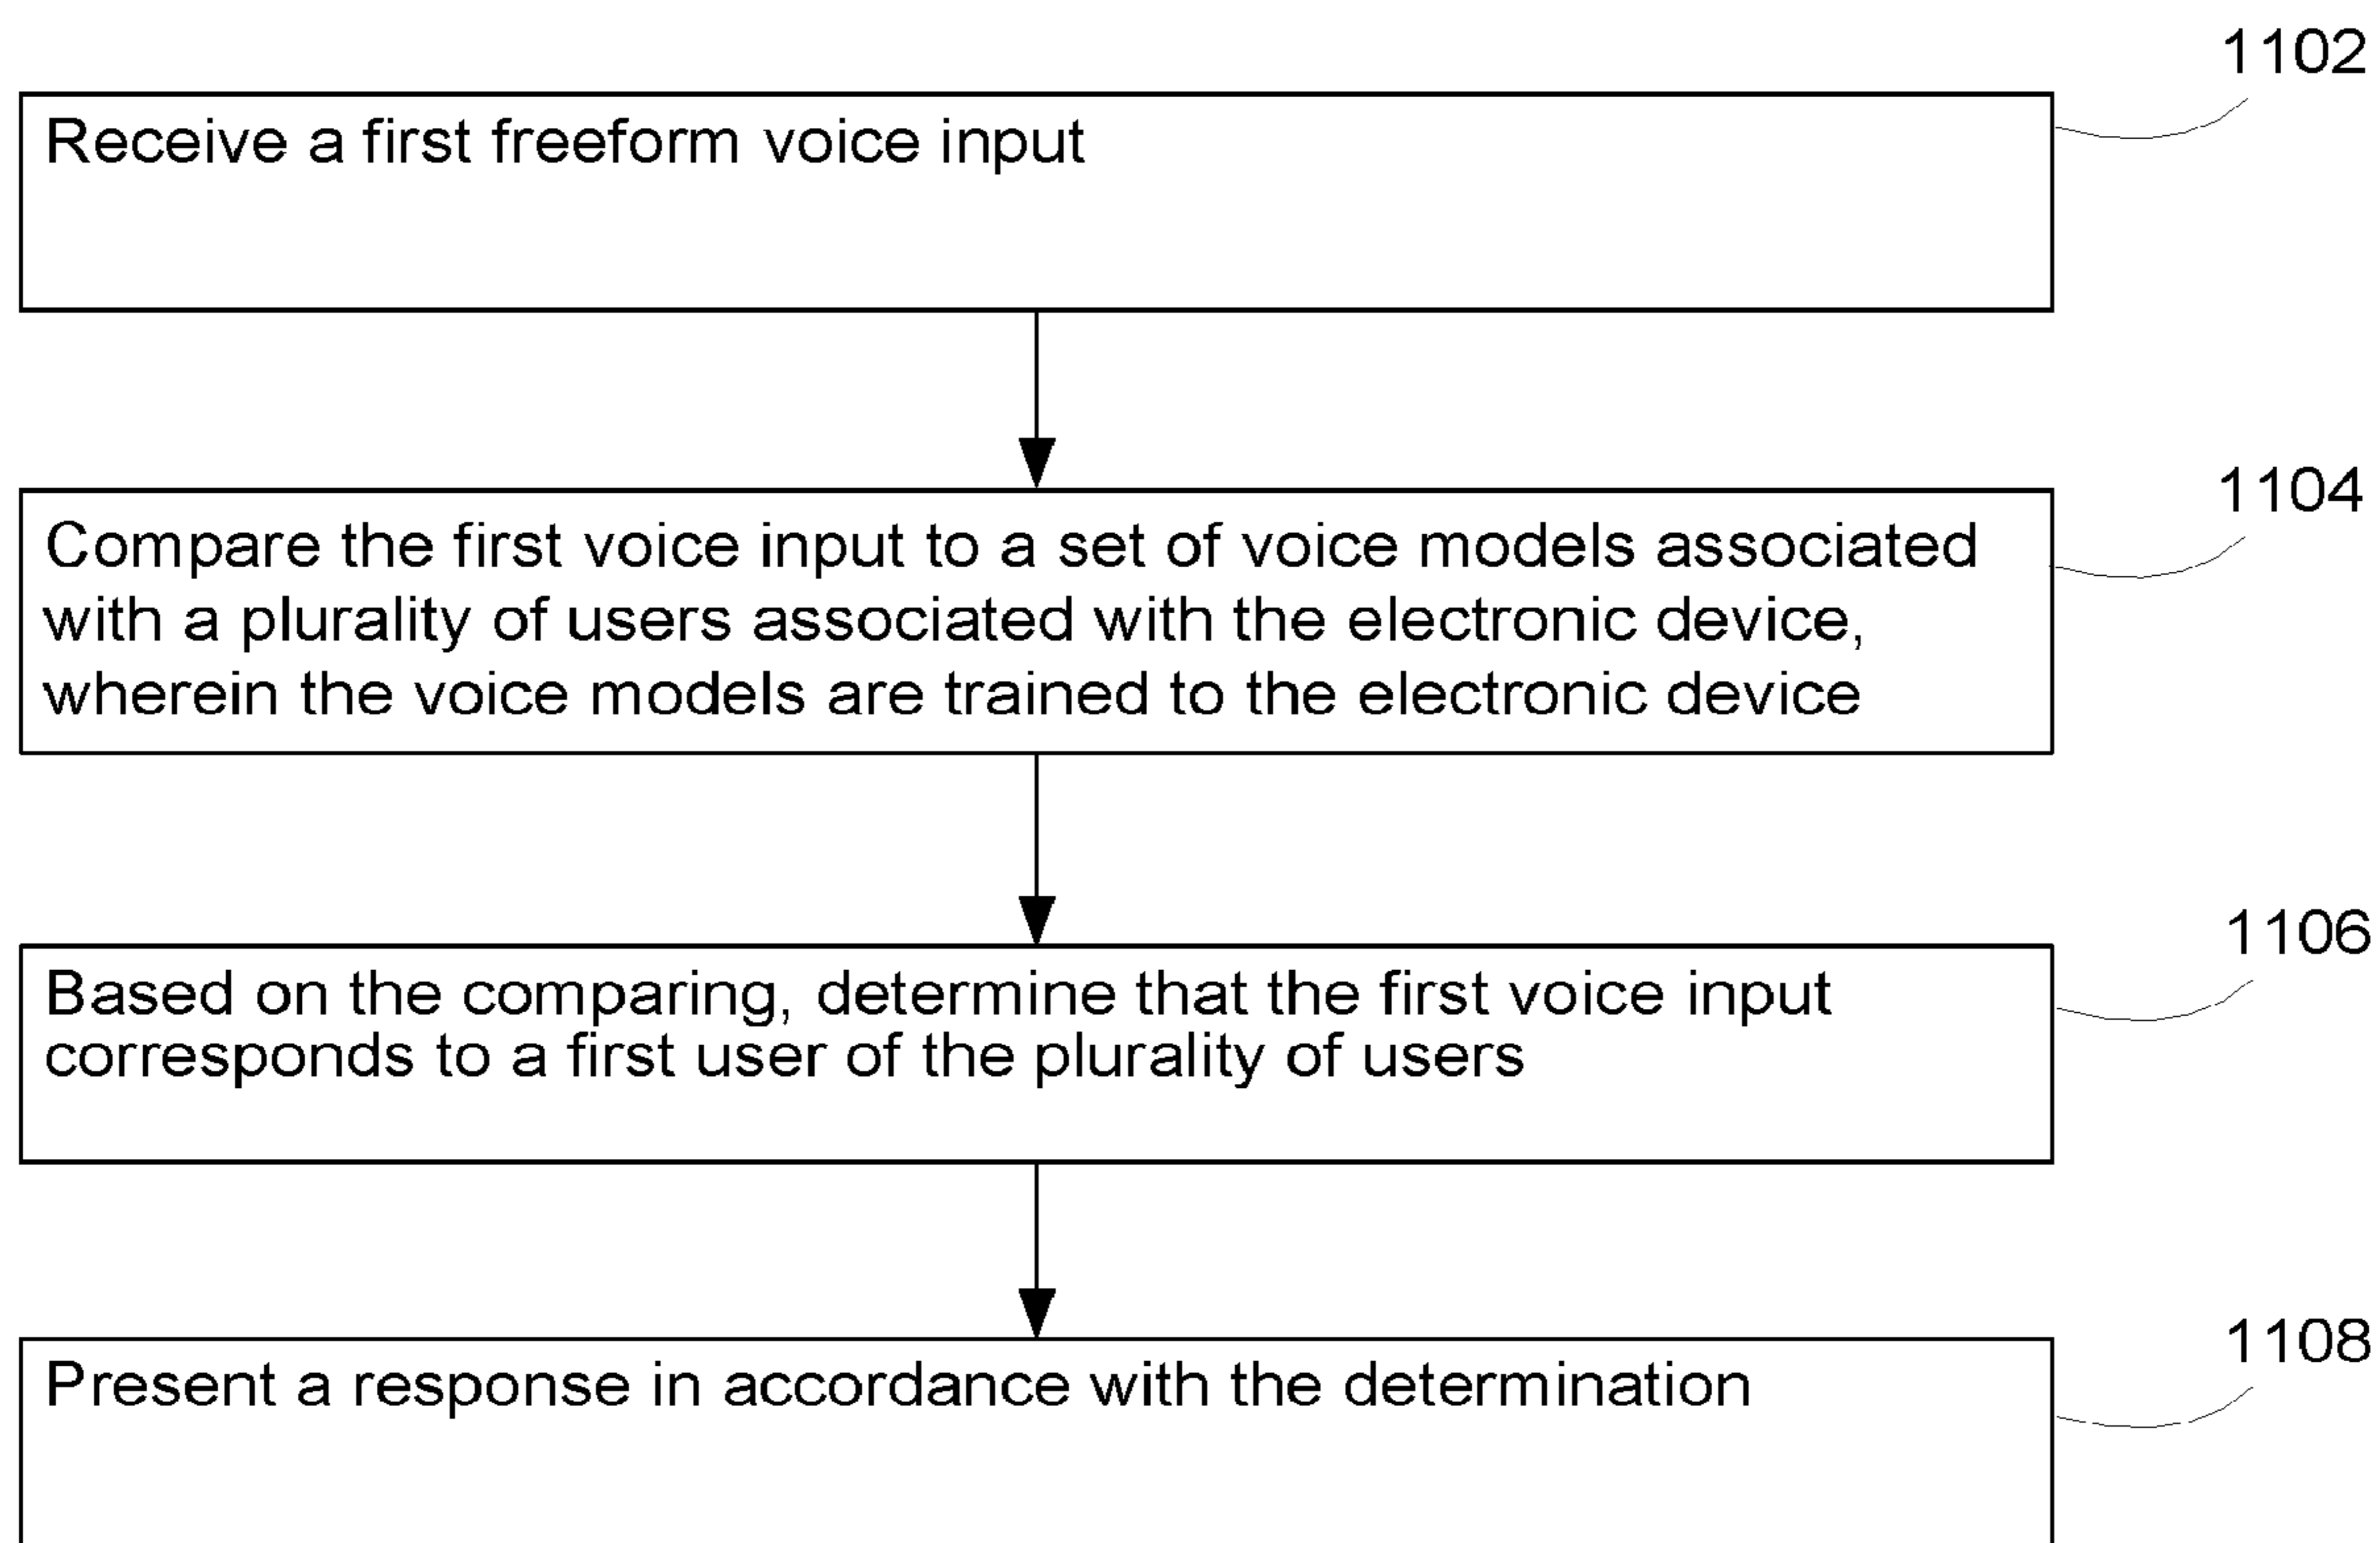 1102
Receive a first freeform voice input
1104
Compare the first voice input to a set of voice models associated
with a plurality of users associated with the electronic device,
wherein the voice models are trained to the electronic device
1106
Based on the comparing, determine that the first voice input
corresponds to a first user of the plurality of users
1108
Present a response in accordance with the determination